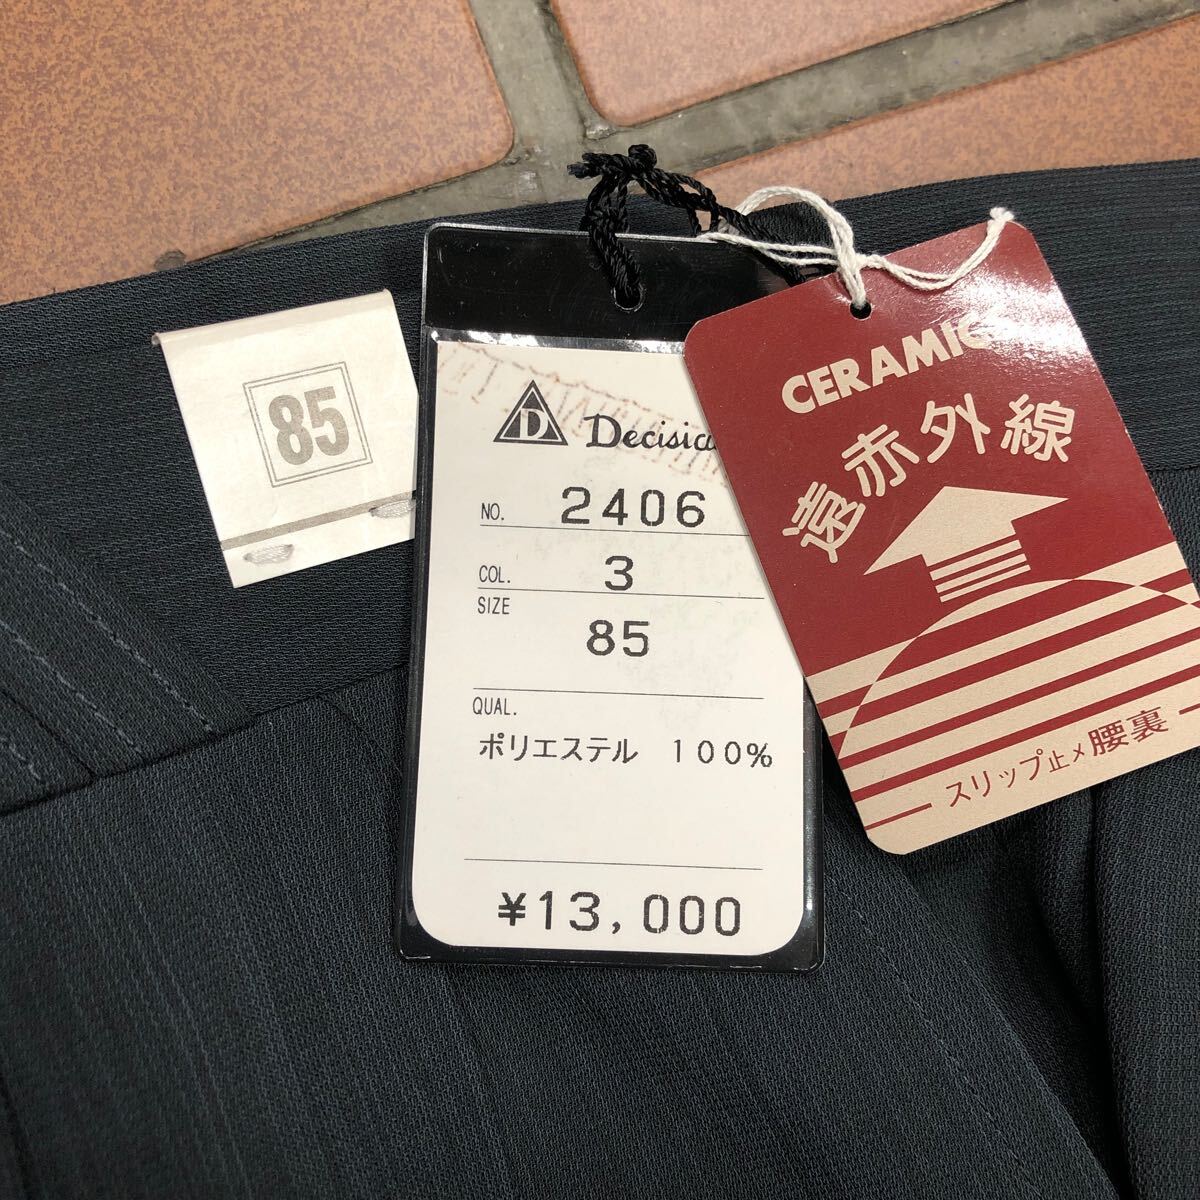 85
D
NO. 2406
COL. 3
SIZE
85
QUAL.
ポリエステル 100%
¥13,000
CERAMIC
遠赤外線
スリップ止メ腰裏